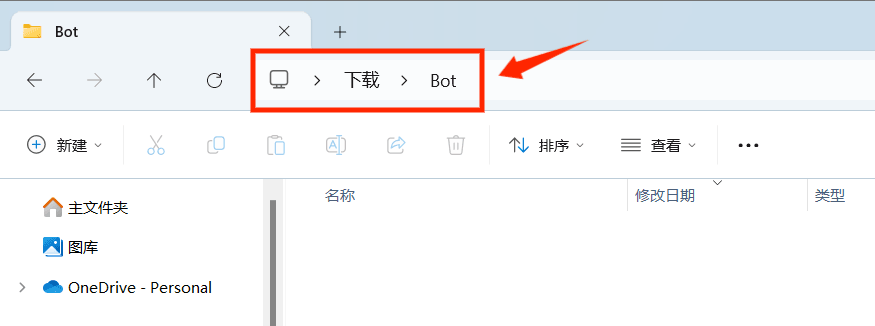 Bot
下载 Bot
新建 排序 查看
名称 修改日期 类型
主文件夹
图库
OneDrive - Personal